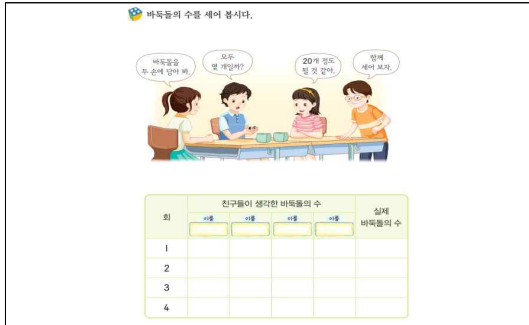 바둑돌의 수를 세어 봅시다.
바둑돌을
두 손에 담아 봐.
모두
몇 개일까?
20개 정도
될 것 같아.
함께
세어 보자.
회
친구들이 생각한 바둑돌의 수
이름 이름 이름 이름
실제
바둑돌의 수
1
2
3
4